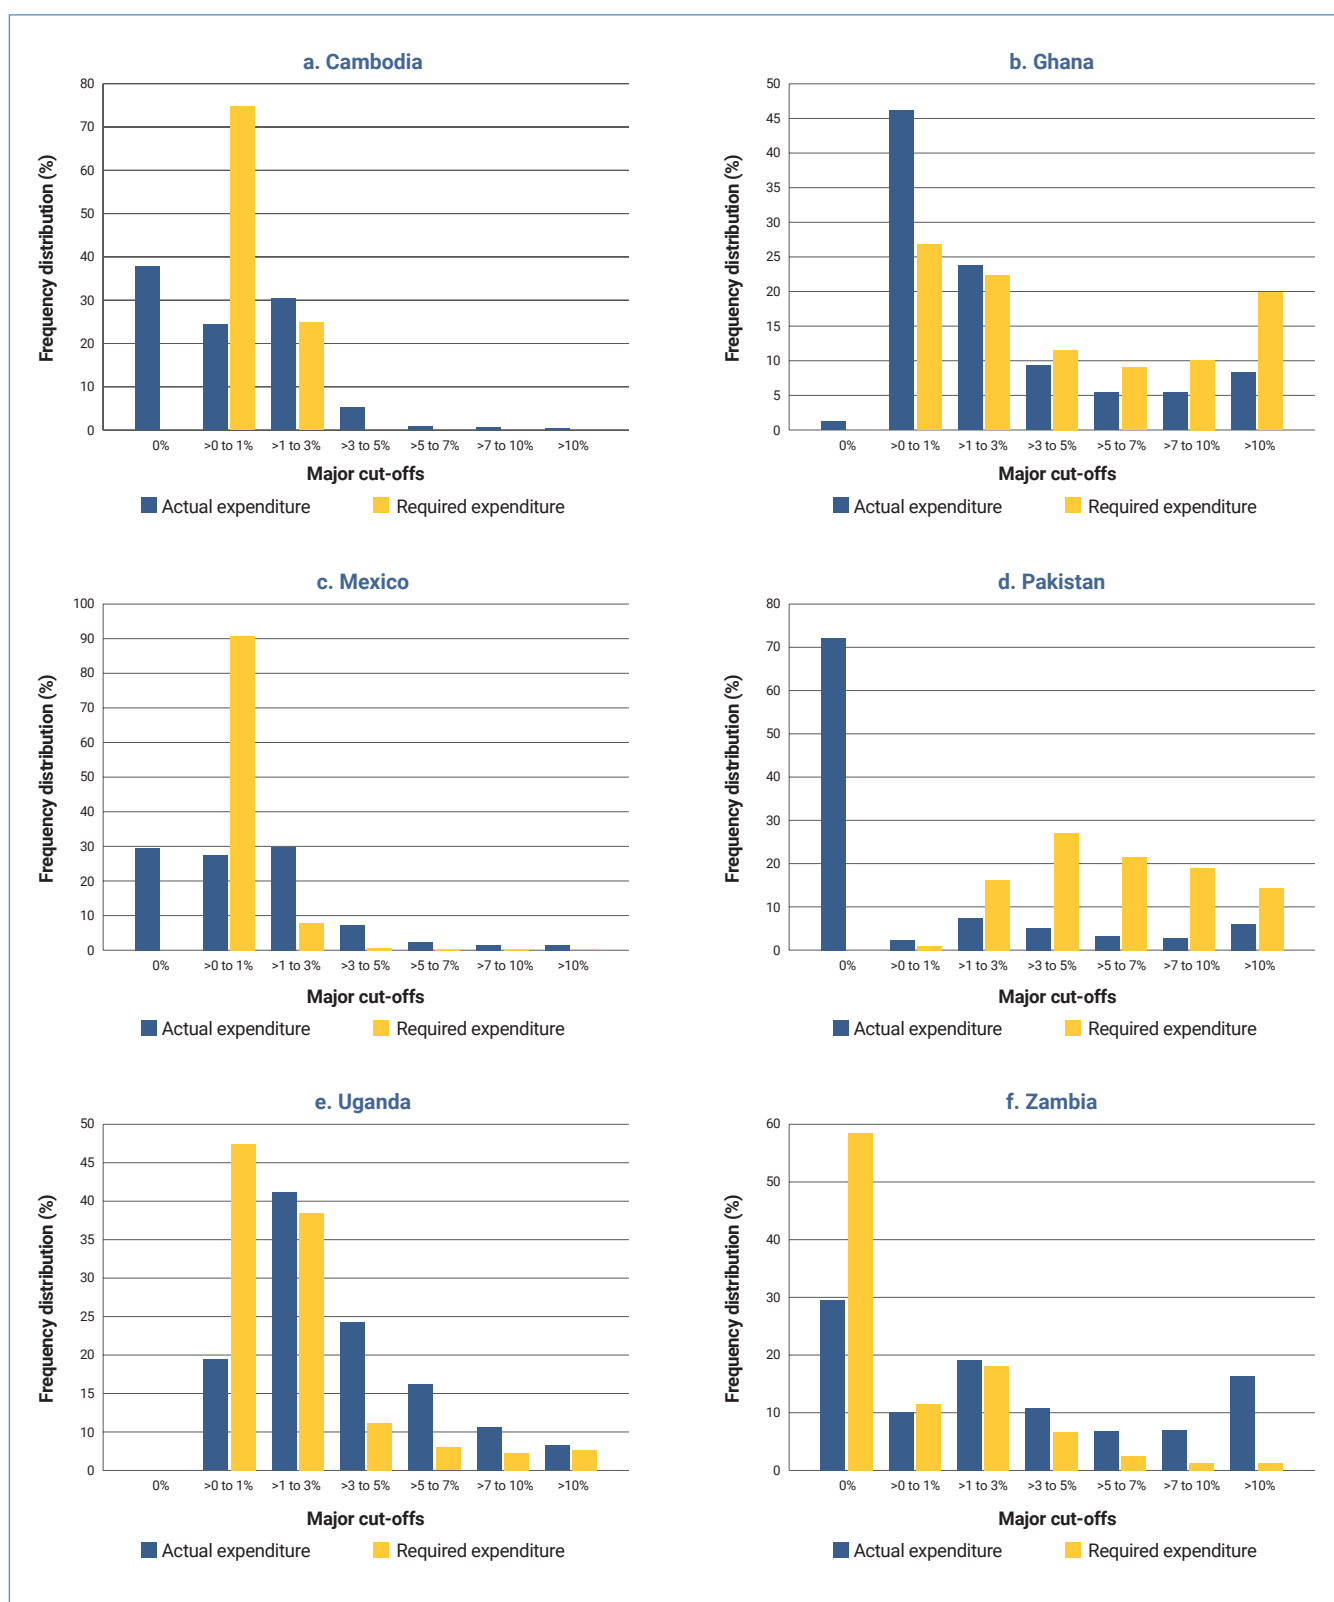 a. Cambodia
Frequency distribution (%)
80
70
60
50
40
30
20
10
0
0% >0 to 1% >1 to 3% >3 to 5% >5 to 7% >7 to 10% >10%
Major cut-offs
Actual expenditure Required expenditure
b. Ghana
Frequency distribution (%)
50
45
40
35
30
25
20
15
10
5
0
0% >0 to 1% >1 to 3% >3 to 5% >5 to 7% >7 to 10% >10%
Major cut-offs
Actual expenditure Required expenditure
c. Mexico
Frequency distribution (%)
100
90
80
70
60
50
40
30
20
10
0
0% >0 to 1% >1 to 3% >3 to 5% >5 to 7% >7 to 10% >10%
Major cut-offs
Actual expenditure Required expenditure
d. Pakistan
Frequency distribution (%)
80
70
60
50
40
30
20
10
0
0% >0 to 1% >1 to 3% >3 to 5% >5 to 7% >7 to 10% >10%
Major cut-offs
Actual expenditure Required expenditure
e. Uganda
Frequency distribution (%)
50
45
40
35
30
25
20
15
10
0
0% >0 to 1% >1 to 3% >3 to 5% >5 to 7% >7 to 10% >10%
Major cut-offs
Actual expenditure Required expenditure
f. Zambia
Frequency distribution (%)
60
50
40
30
20
10
0
0% >0 to 1% >1 to 3% >3 to 5% >5 to 7% >7 to 10% >10%
Major cut-offs
Actual expenditure Required expenditure